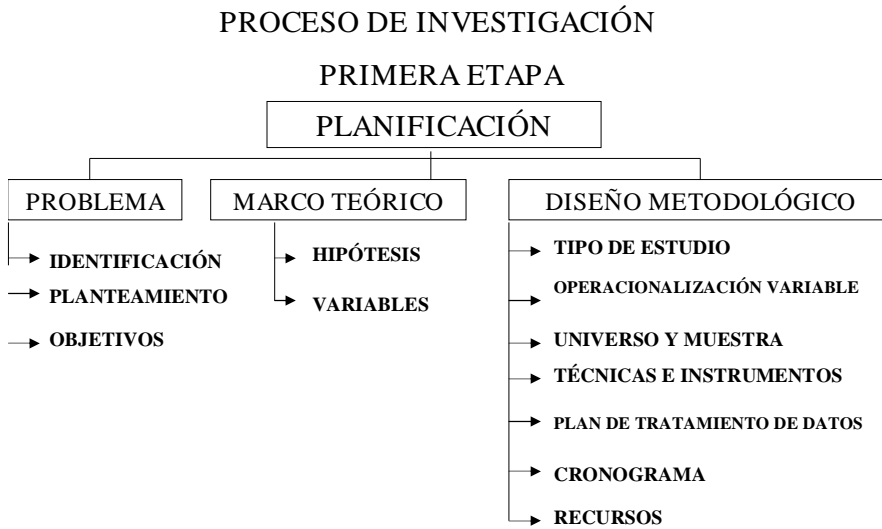 PROCESO DE INVESTIGACIÓN
PRIMERA ETAPA
PLANIFICACIÓN
PROBLEMA
IDENTIFICACIÓN
PLANTEAMIENTO
OBJETIVOS
MARCO TEÓRICO
HIPÓTESIS
VARIABLES
DISEÑO METODOLÓGICO
TIPO DE ESTUDIO
OPERACIONALIZACIÓN VARIABLE
UNIVERSO Y MUESTRA
TÉCNICAS E INSTRUMENTOS
PLAN DE TRATAMIENTO DE DATOS
CRONOGRAMA
RECURSOS